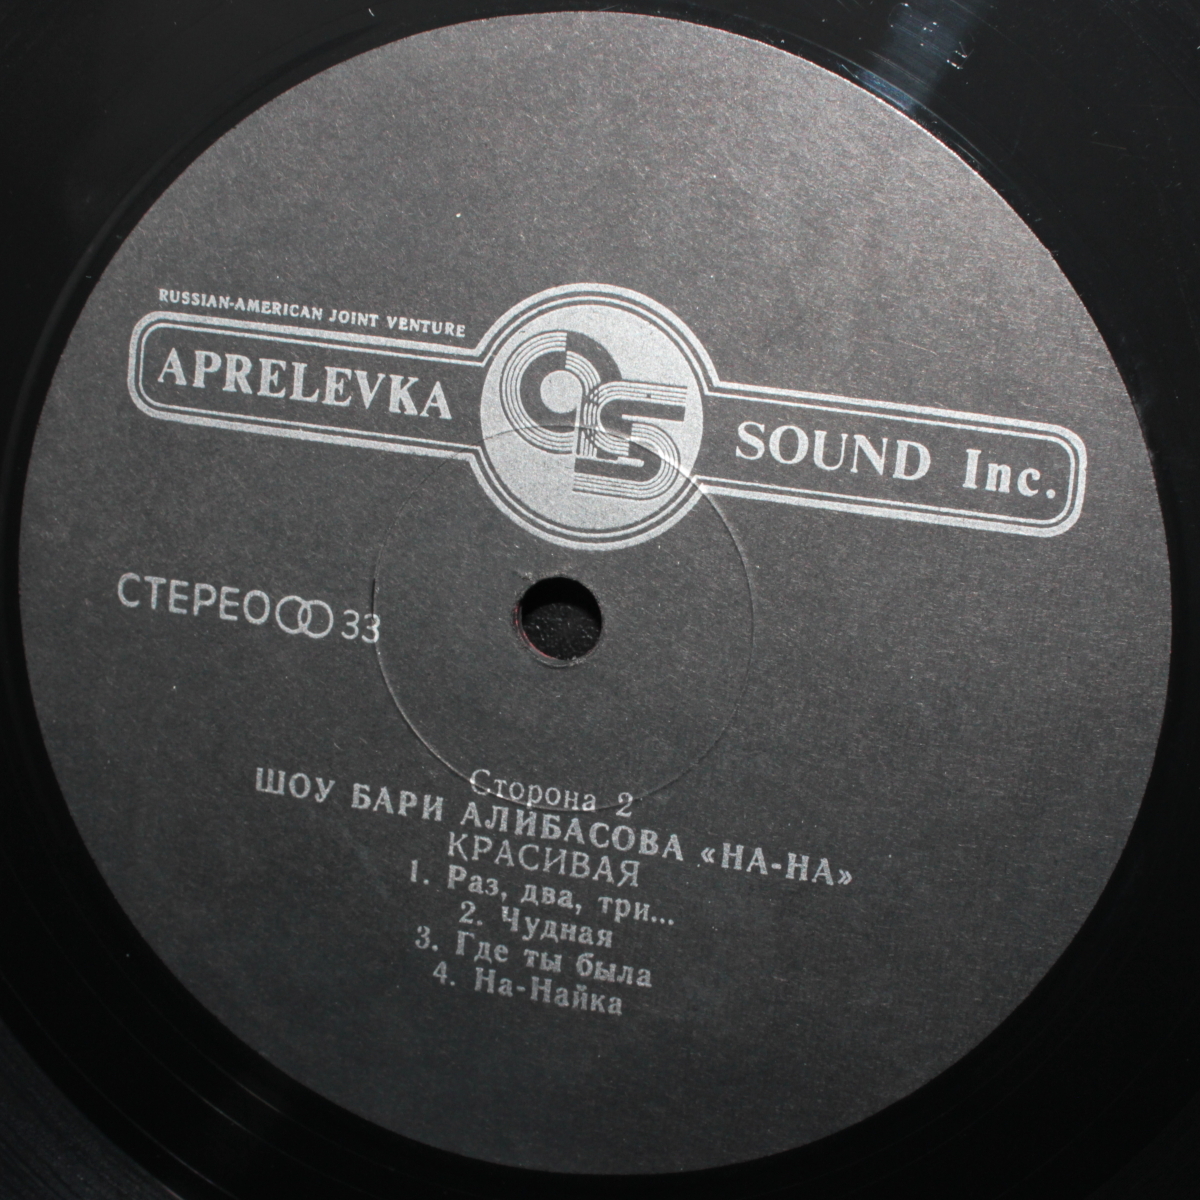 RUSSIAN-AMERICAN JOINT VENTURE
APRELEVKA SOUND Inc.
СТЕРЕО 33
Сторона 2
ШОУ БАРИ АЛИБАСОВА «НА-НА»
КРАСИВАЯ
1. Раз, два, три...
2. Чудная
3. Где ты была
4. На-Найка